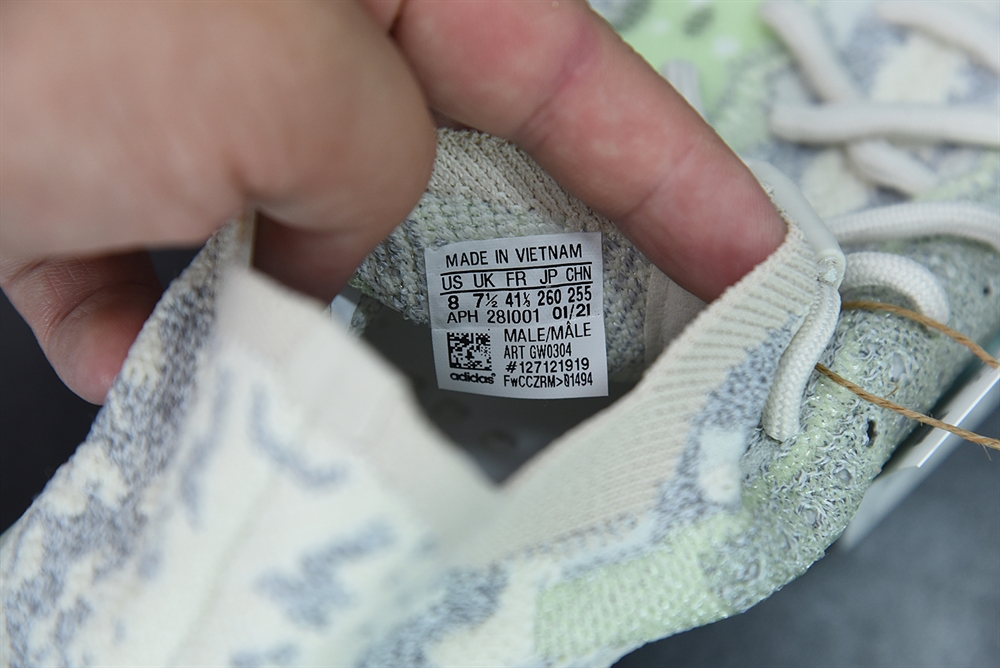 MADE IN VIETNAM
US UK FR JP CHN
8 7½ 41⅓ 260 255
APH 28I001 01/21
MALE/MÂLE
ART GW0304
#127121919
adidas FwCCZRM>01494